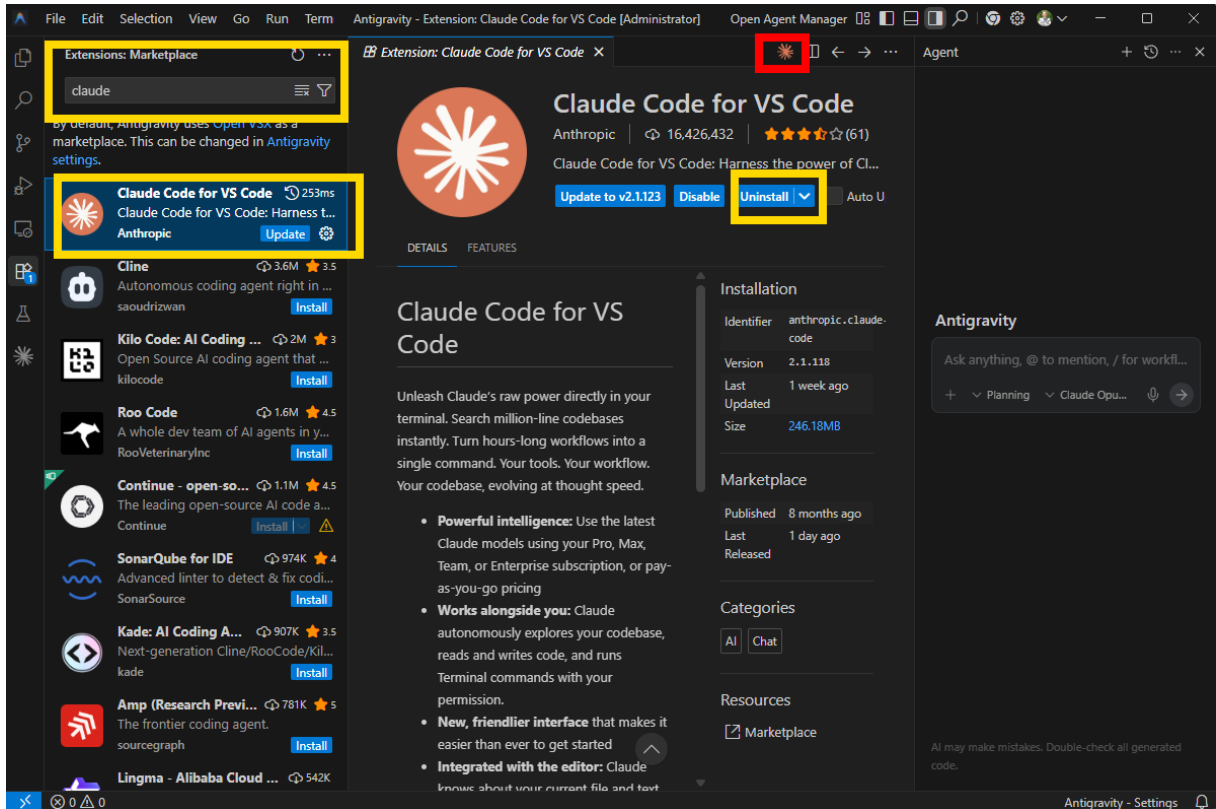 File Edit Selection View Go Run Term Antigravity - Extension: Claude Code for VS Code [Administrator] Open Agent Manager
Extensions: Marketplace
claude
By default, Antigravity uses Open VSX as a
marketplace. This can be changed in Antigravity
settings.
Claude Code for VS Code 253ms
Claude Code for VS Code: Harness t...
Anthropic Update
Cline 3.6M 3.5
Autonomous coding agent right in ...
saoudrizwan Install
Kilo Code: AI Coding ... 2M 3
Open Source AI coding agent that ...
kilocode Install
Roo Code 1.6M 4.5
A whole dev team of AI agents in y...
RooVeterinaryInc Install
Continue - open-so... 1.1M 4.5
The leading open-source AI code a...
Continue Install
SonarQube for IDE 974K 4
Advanced linter to detect & fix codi...
SonarSource Install
Kade: AI Coding A... 907K 3.5
Next-generation Cline/RooCode/Kil...
kade Install
Amp (Research Previ... 781K 5
The frontier coding agent.
sourcegraph Install
Lingma - Alibaba Cloud ... 542K
1
Extension: Claude Code for VS Code
Claude Code for VS Code
Anthropic 16,426,432 (61)
Claude Code for VS Code: Harness the power of Cl...
Update to v2.1.123 Disable Uninstall Auto U
DETAILS FEATURES
Claude Code for VS
Code
Unleash Claude's raw power directly in your
terminal. Search million-line codebases
instantly. Turn hours-long workflows into a
single command. Your tools. Your workflow.
Your codebase, evolving at thought speed.
• Powerful intelligence: Use the latest
Claude models using your Pro, Max,
Team, or Enterprise subscription, or pay-
as-you-go pricing
• Works alongside you: Claude
autonomously explores your codebase,
reads and writes code, and runs
Terminal commands with your
permission.
• New, friendlier interface that makes it
easier than ever to get started
• Integrated with the editor: Claude
knows about your current file and text
Installation
Identifier anthropic.claude-
code
Version 2.1.118
Last 1 week ago
Updated
Size 246.18MB
Marketplace
Published 8 months ago
Last 1 day ago
Released
Categories
AI Chat
Resources
Marketplace
Agent
Antigravity
Ask anything, @ to mention, / for workfl...
Planning Claude Opu...
AI may make mistakes. Double-check all generated
code.
0 0 Antigravity - Settings